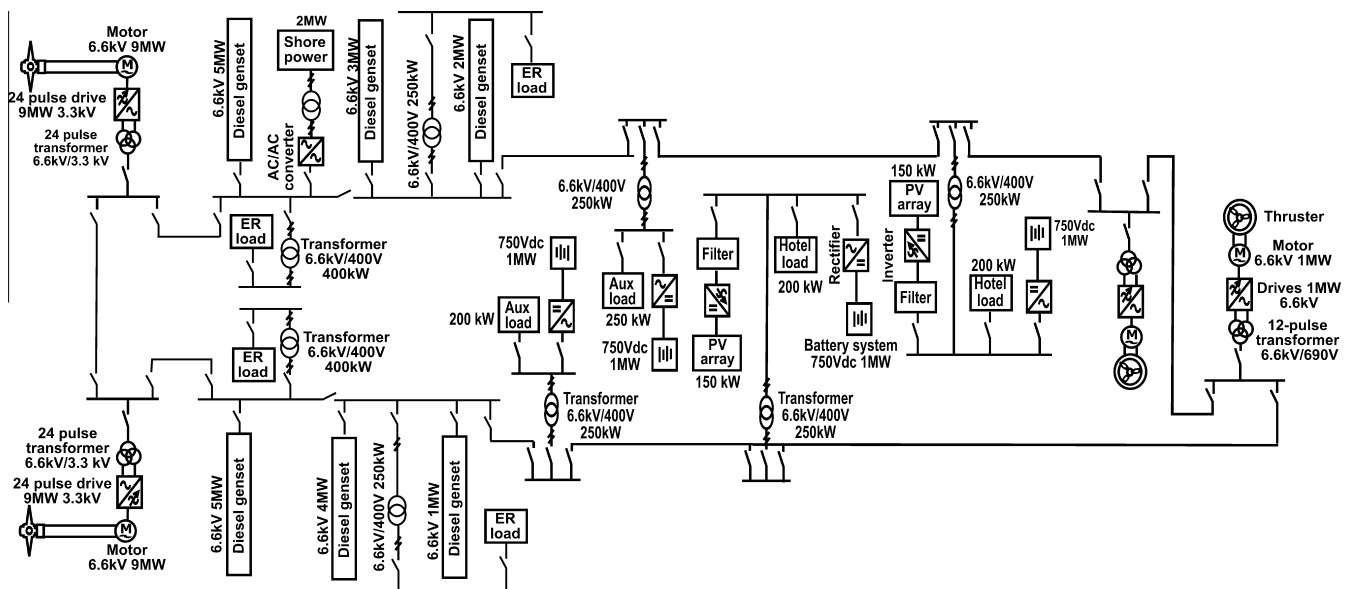 Motor
6.6kV 9MW
M
24 pulse drive
9MW 3.3kV
24 pulse
transformer
6.6kV/3.3 kV
6.6kV 5MW
Diesel genset
2MW
Shore
power
AC/AC
converter
6.6kV 3MW
Diesel genset
6.6kV/400V 250kW
6.6kV 2MW
Diesel genset
ER
load
ER
load
Transformer
6.6kV/400V
400kW
ER
load
Transformer
6.6kV/400V
400kW
24 pulse
transformer
6.6kV/3.3 kV
24 pulse drive
9MW 3.3kV
M
Motor
6.6kV 9MW
6.6kV 5MW
Diesel genset
6.6kV 4MW
Diesel genset
6.6kV/400V 250kW
6.6kV 1MW
Diesel genset
ER
load
750Vdc
1MW
200 kW
Aux
load
Transformer
6.6kV/400V
250kW
6.6kV/400V
250kW
Aux
load
250 kW
750Vdc
1MW
Filter
PV
array
150 kW
Hotel
load
200 kW
Rectifier
Battery system
750Vdc 1MW
Transformer
6.6kV/400V
250kW
150 kW
PV
array
Inverter
Filter
6.6kV/400V
250kW
200 kW
Hotel
load
750Vdc
1MW
M
Thruster
M
Motor
6.6kV 1MW
Drives 1MW
6.6kV
12-pulse
transformer
6.6kV/690V